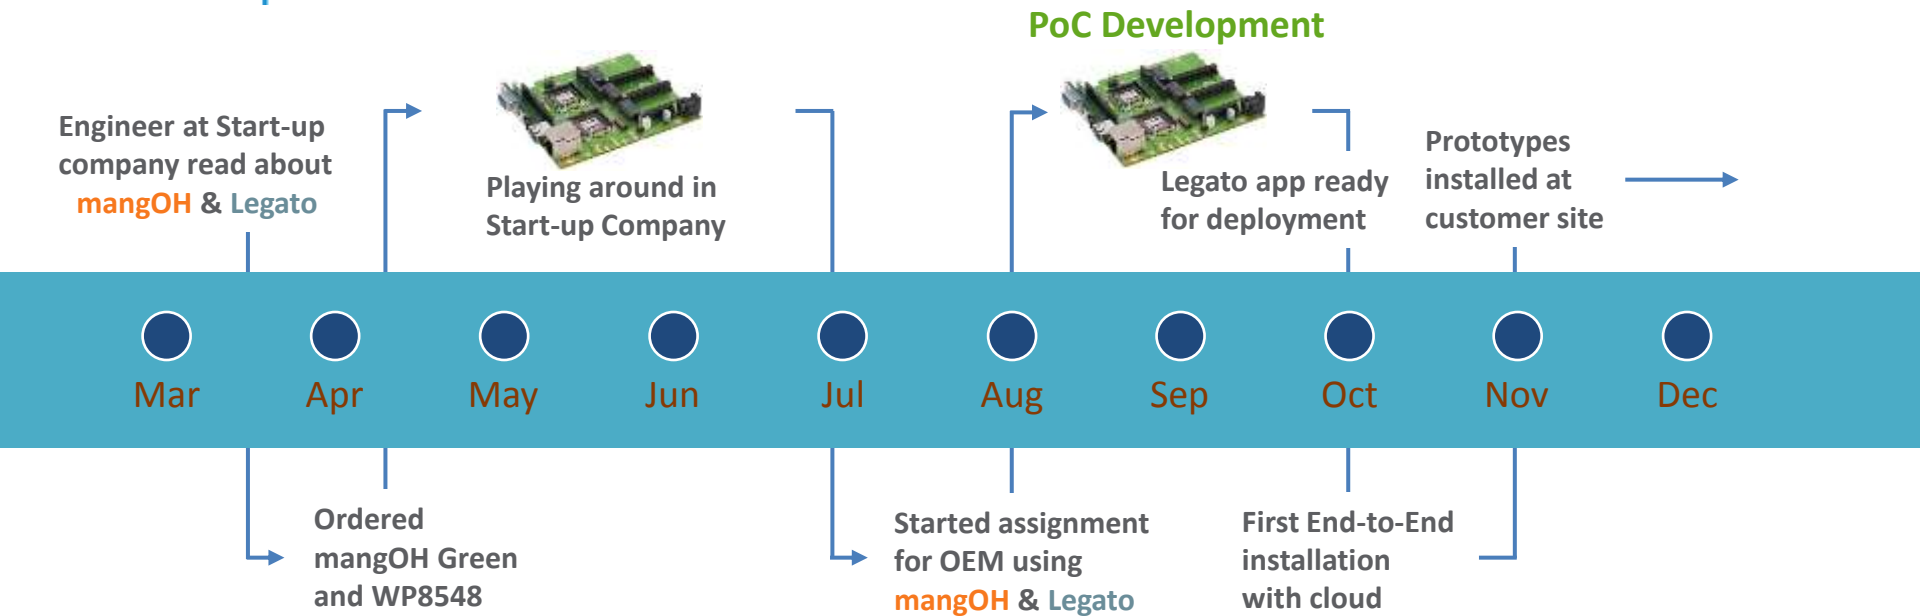 PoC Development
Engineer at Start-up
company read about
mangOH & Legato
Playing around in
Start-up Company
Legato app ready
for deployment
Prototypes
installed at
customer site
Mar
Apr
May
Jun
Jul
Aug
Sep
Oct
Nov
Dec
Ordered
mangOH Green
and WP8548
Started assignment
for OEM using
mangOH & Legato
First End-to-End
installation
with cloud